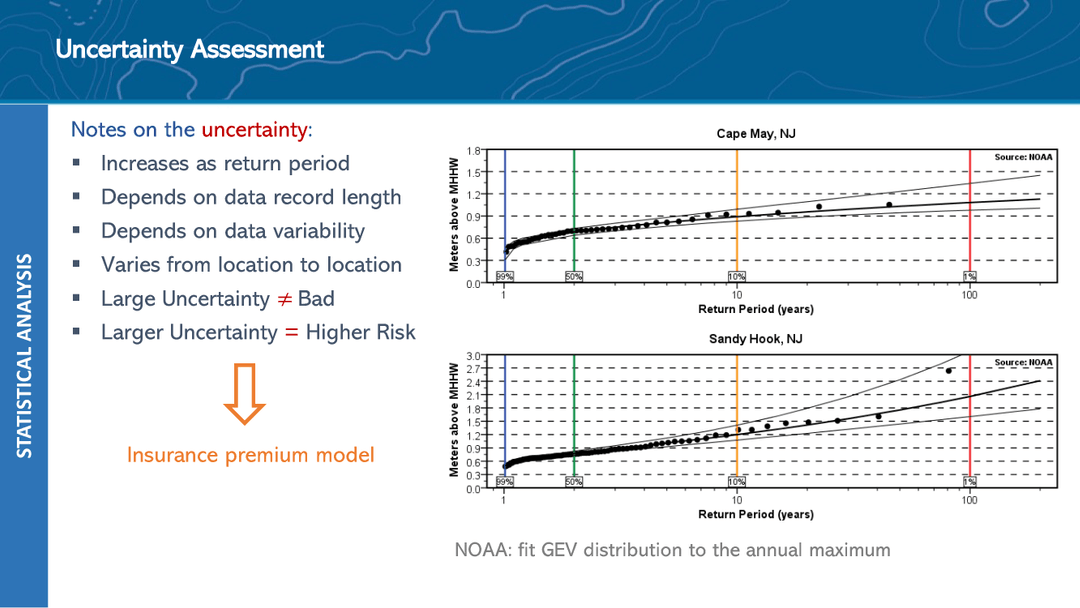 Uncertainty Assessment
STATISTICAL ANALYSIS
Notes on the uncertainty:
▪ Increases as return period
▪ Depends on data record length
▪ Depends on data variability
▪ Varies from location to location
▪ Large Uncertainty ≠ Bad
▪ Larger Uncertainty = Higher Risk
Insurance premium model
Cape May, NJ
Source: NOAA
Meters above MHHW
1.8
1.5
1.2
0.9
0.6
0.3
0.0
99% 50% 10% 1%
1 10 100
Return Period (years)
Sandy Hook, NJ
Source: NOAA
Meters above MHHW
3.0
2.7
2.4
2.1
1.8
1.5
1.2
0.9
0.6
0.3
0.0
99% 50% 10% 1%
1 10 100
Return Period (years)
NOAA: fit GEV distribution to the annual maximum